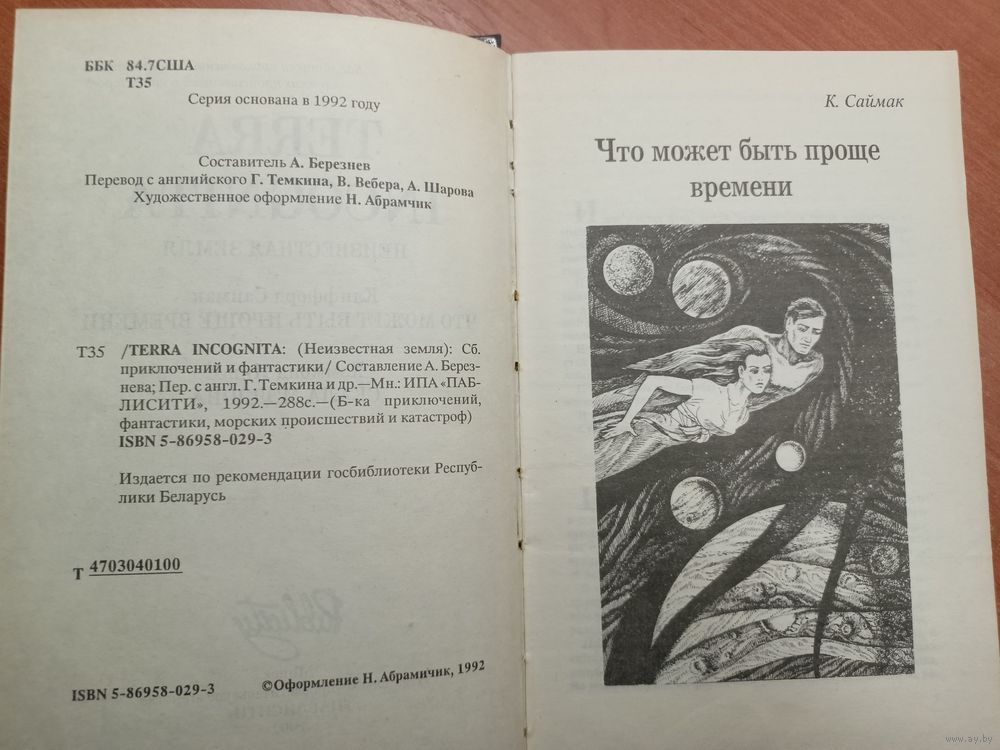 ББК 84.7США
Т35
Серия основана в 1992 году
Составитель А. Березнев
Перевод с английского Г. Темкина, В. Вебера, А. Шарова
Художественное оформление Н. Абрамчик
Т35 /TERRA INCOGNITA: (Неизвестная земля): Сб.
приключений и фантастики/ Составление А. Берез-
нева; Пер. с англ. Г. Темкина и др.—Мн.: ИПА «ПАБ-
ЛИСИТИ», 1992.—288с.—(Б-ка приключений,
фантастики, морских происшествий и катастроф)
ISBN 5-86958-029-3
Издается по рекомендации госбиблиотеки Респуб-
лики Беларусь
Т 4703040100
ISBN 5-86958-029-3
©Оформление Н. Абрамичик, 1992
К. Саймак
Что может быть проще
времени
www.ay.by